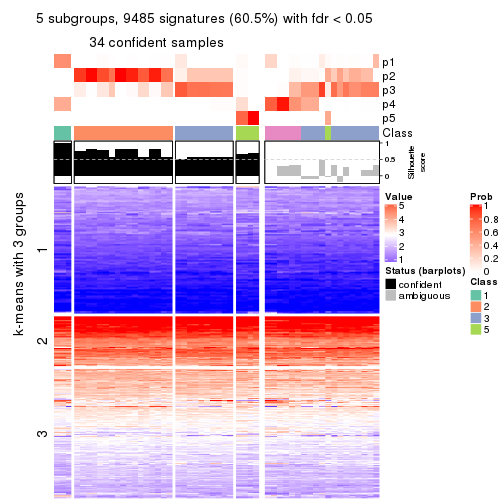 5 subgroups, 9485 signatures (60.5%) with fdr < 0.05
34 confident samples
p1
p2
p3
p4
p5
Class
1
0.5
0
Silhouette
score
k-means with 3 groups
1
2
3
Value
5
4
3
2
1
Status (barplots)
confident
ambiguous
Prob
1
0.8
0.6
0.4
0.2
0
Class
1
2
3
5